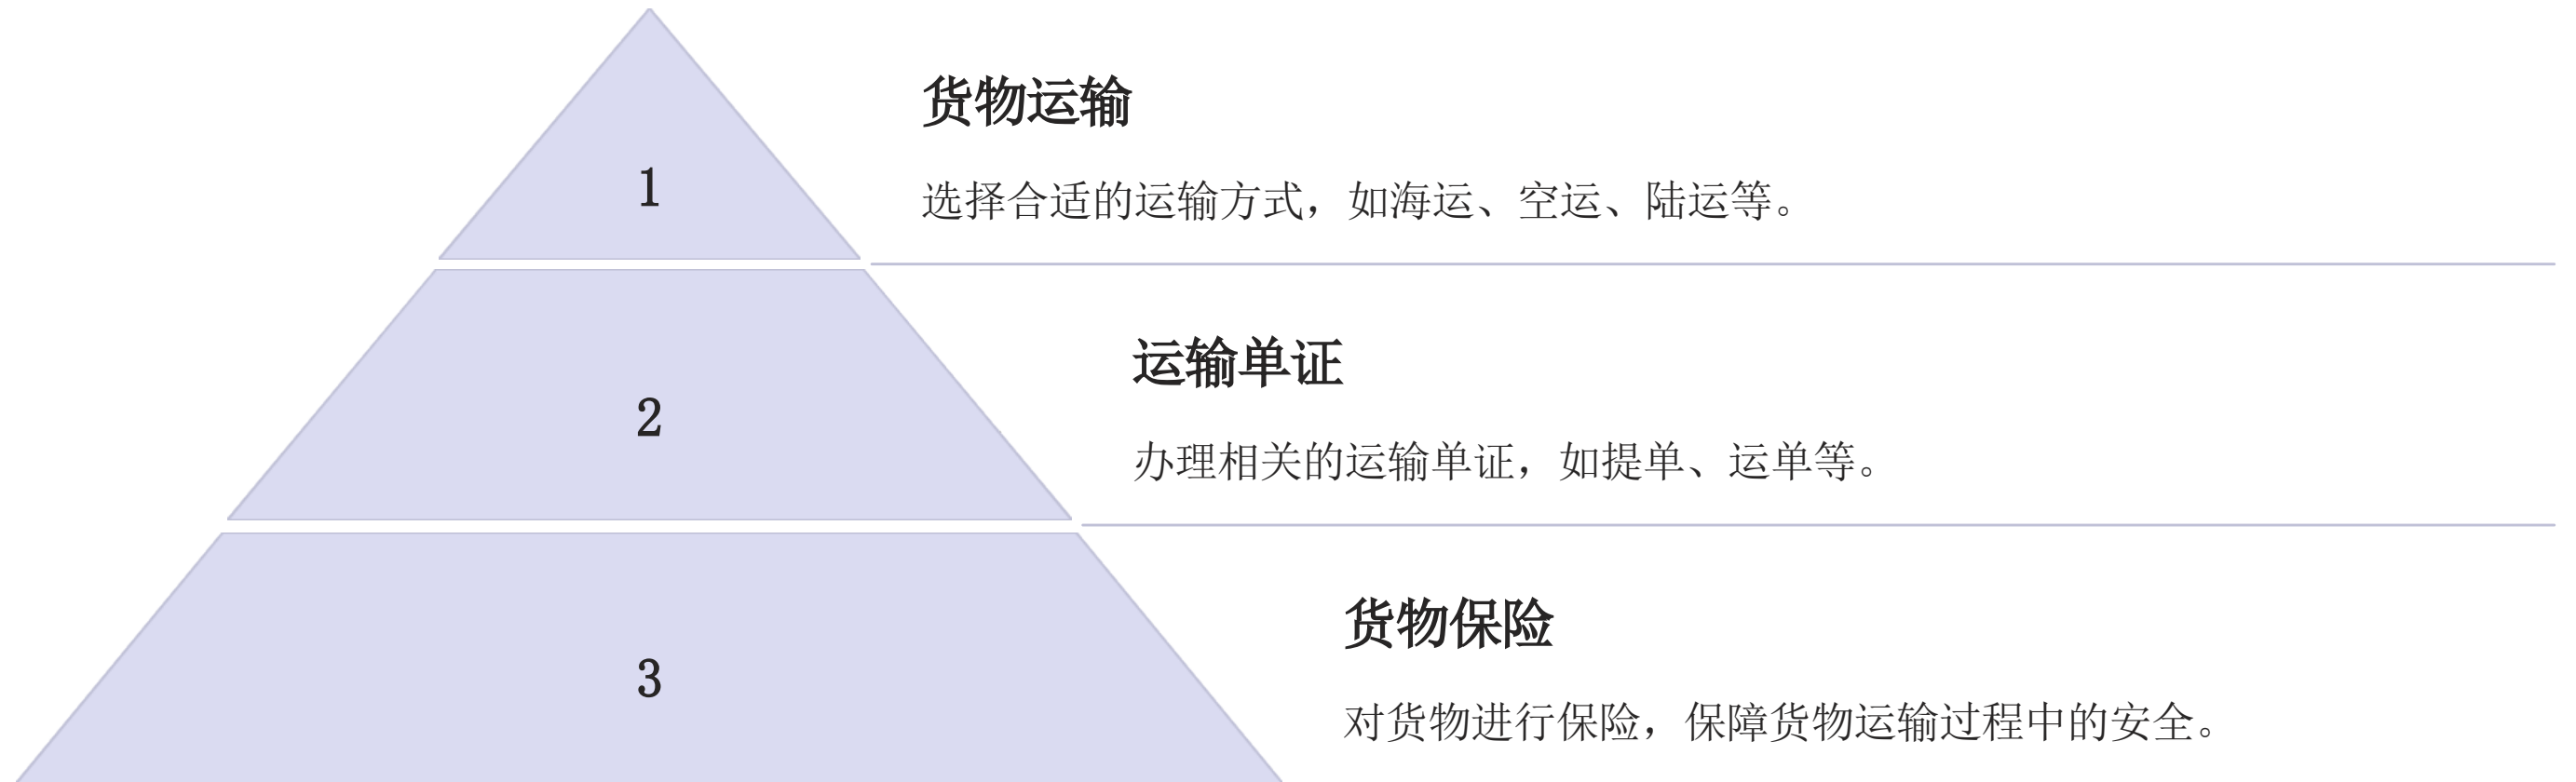 货物运输
1
选择合适的运输方式，如海运、空运、陆运等。
运输单证
2
办理相关的运输单证，如提单、运单等。
货物保险
3
对货物进行保险，保障货物运输过程中的安全。